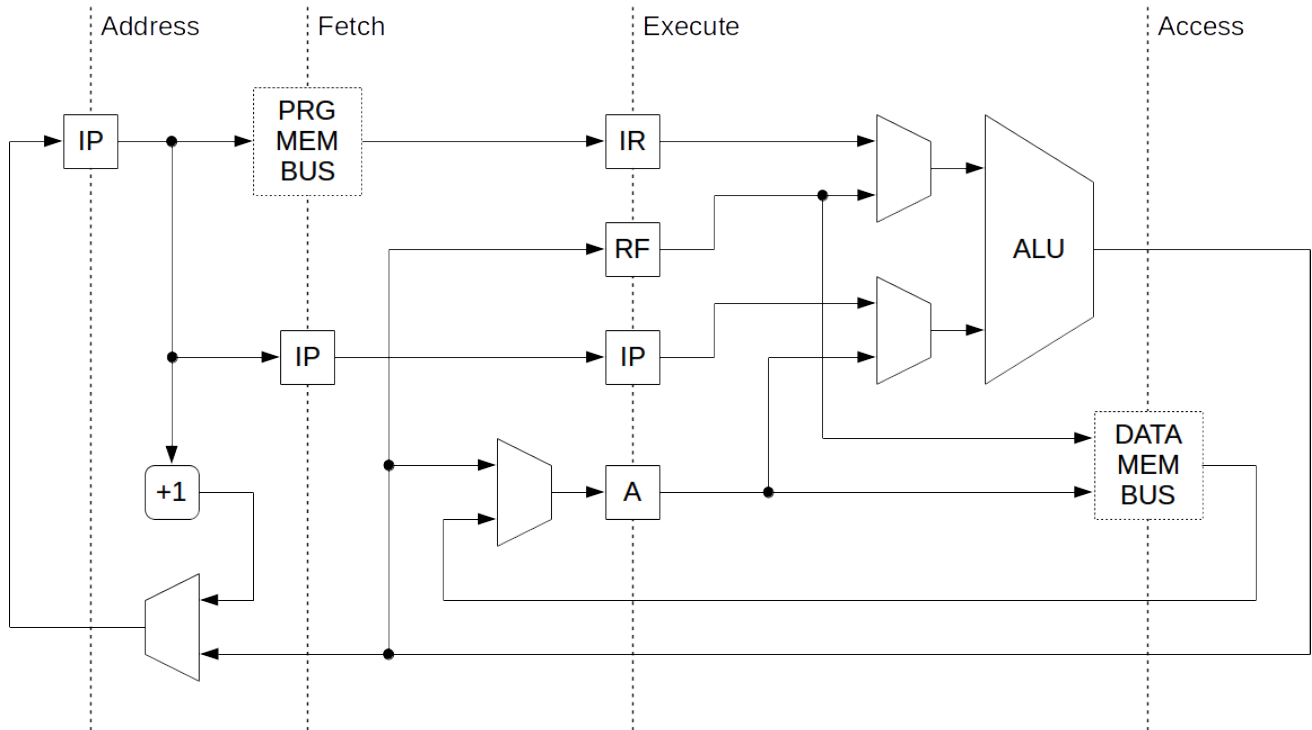 Address
Fetch
Execute
Access
IP
PRG
MEM
BUS
IR
RF
ALU
IP
IP
+1
A
DATA
MEM
BUS